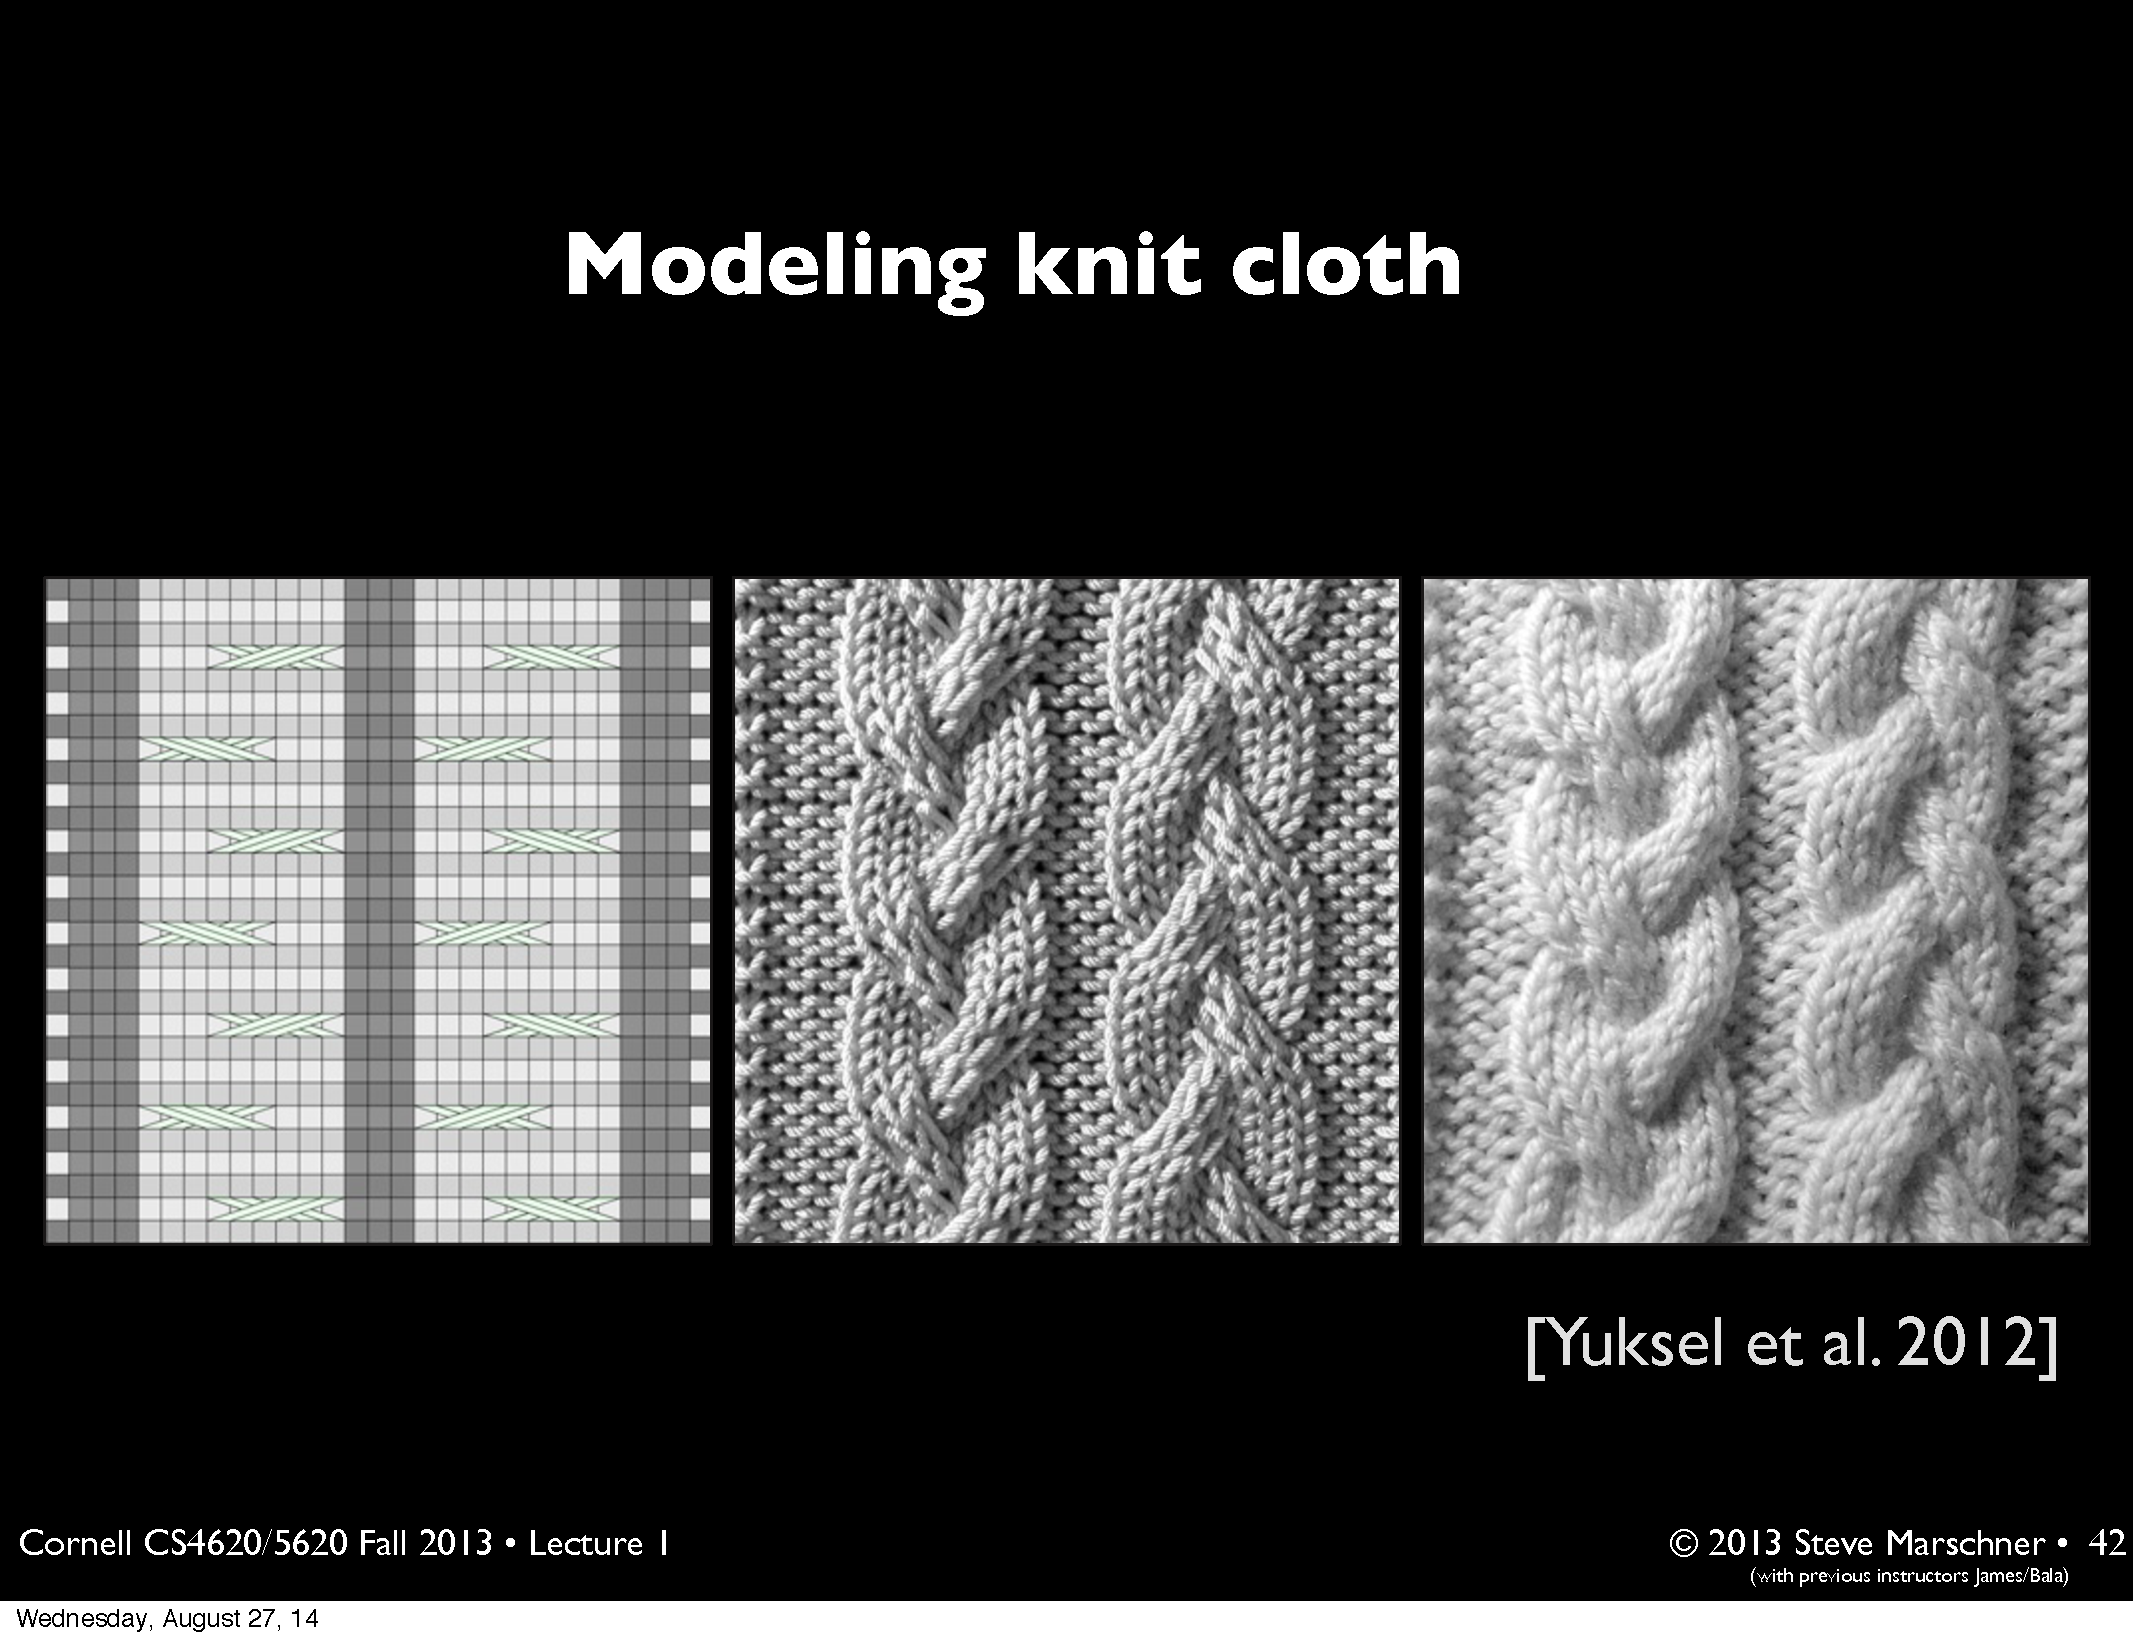 Modeling knit cloth
[Yuksel et al. 2012]
Cornell CS4620/5620 Fall 2013 • Lecture 1
© 2013 Steve Marschner • 42
(with previous instructors James/Bala)
Wednesday, August 27, 14